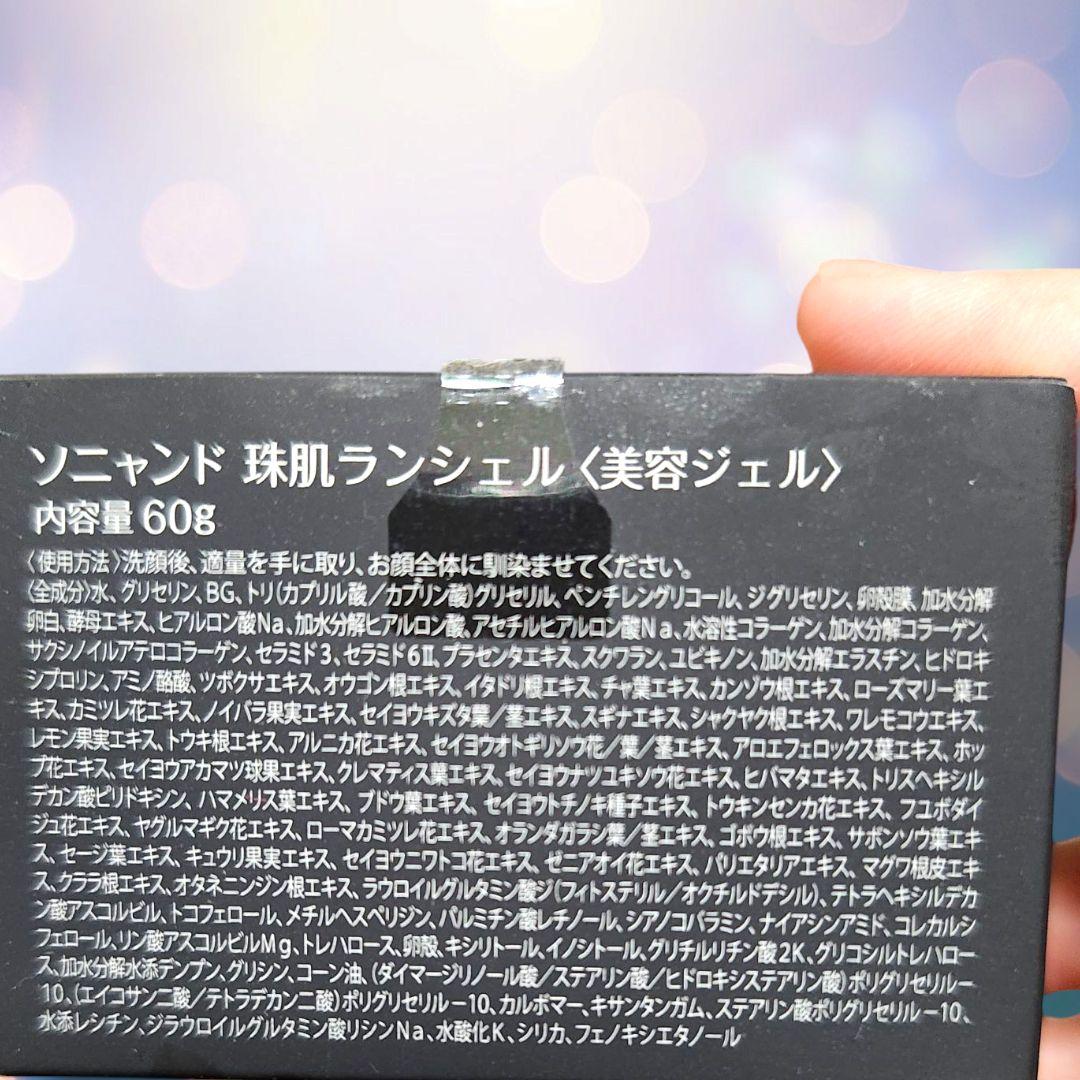 ソニャンド 珠肌ランシェル〈美容ジェル〉
内容量 60g
〈使用方法〉洗顔後、適量を手に取り、お顔全体に馴染ませてください。
〈全成分〉水、グリセリン、BG、トリ(カプリル酸／カプリン酸)グリセリル、ペンチレングリコール、ジグリセリン、卵殻膜、加水分解
卵白、酵母エキス、ヒアルロン酸Na、加水分解ヒアルロン酸、アセチルヒアルロン酸Na、水溶性コラーゲン、加水分解コラーゲン、
サクシノイルアテロコラーゲン、セラミド3、セラミド6Ⅱ、プラセンタエキス、スクワラン、ユビキノン、加水分解エラスチン、ヒドロキ
シプロリン、アミノ酪酸、ツボクサエキス、オウゴン根エキス、イタドリ根エキス、チャ葉エキス、カンゾウ根エキス、ローズマリー葉エ
キス、カミツレ花エキス、ノイバラ果実エキス、セイヨウキズタ葉／茎エキス、スギナエキス、シャクヤク根エキス、ワレモコウエキス、
レモン果実エキス、トウキ根エキス、アルニカ花エキス、セイヨウオトギリソウ花／葉／茎エキス、アロエフェロックス葉エキス、ホッ
プ花エキス、セイヨウアカマツ球果エキス、クレマティス葉エキス、セイヨウナツユキソウ花エキス、ヒバマタエキス、トリスヘキシル
デカン酸ピリドキシン、ハマメリス葉エキス、ブドウ葉エキス、セイヨウトチノキ種子エキス、トウキンセンカ花エキス、フユボダイ
ジュ花エキス、ヤグルマギク花エキス、ローマカミツレ花エキス、オランダガラシ葉／茎エキス、ゴボウ根エキス、サボンソウ葉エキ
ス、セージ葉エキス、キュウリ果実エキス、セイヨウニワトコ花エキス、ゼニアオイ花エキス、パリエタリアエキス、マグワ根皮エキ
ス、クララ根エキス、オタネニンジン根エキス、ラウロイルグルタミン酸ジ(フィトステリル／オクチルドデシル)、テトラヘキシルデカ
ン酸アスコルビル、トコフェロール、メチルヘスペリジン、パルミチン酸レチノール、シアノコバラミン、ナイアシンアミド、コレカルシ
フェロール、リン酸アスコルビルMg、トレハロース、卵殻、キシリトール、イノシトール、グリチルリチン酸2K、グリコシルトレハロー
ス、加水分解水添デンプン、グリシン、コーン油、(ダイマージリノール酸／ステアリン酸／ヒドロキシステアリン酸)ポリグリセリル－
10、(エイコサン二酸／テトラデカン二酸)ポリグリセリル－10、カルボマー、キサンタンガム、ステアリン酸ポリグリセリル－10、
水添レシチン、ジラウロイルグルタミン酸リシンNa、水酸化K、シリカ、フェノキシエタノール